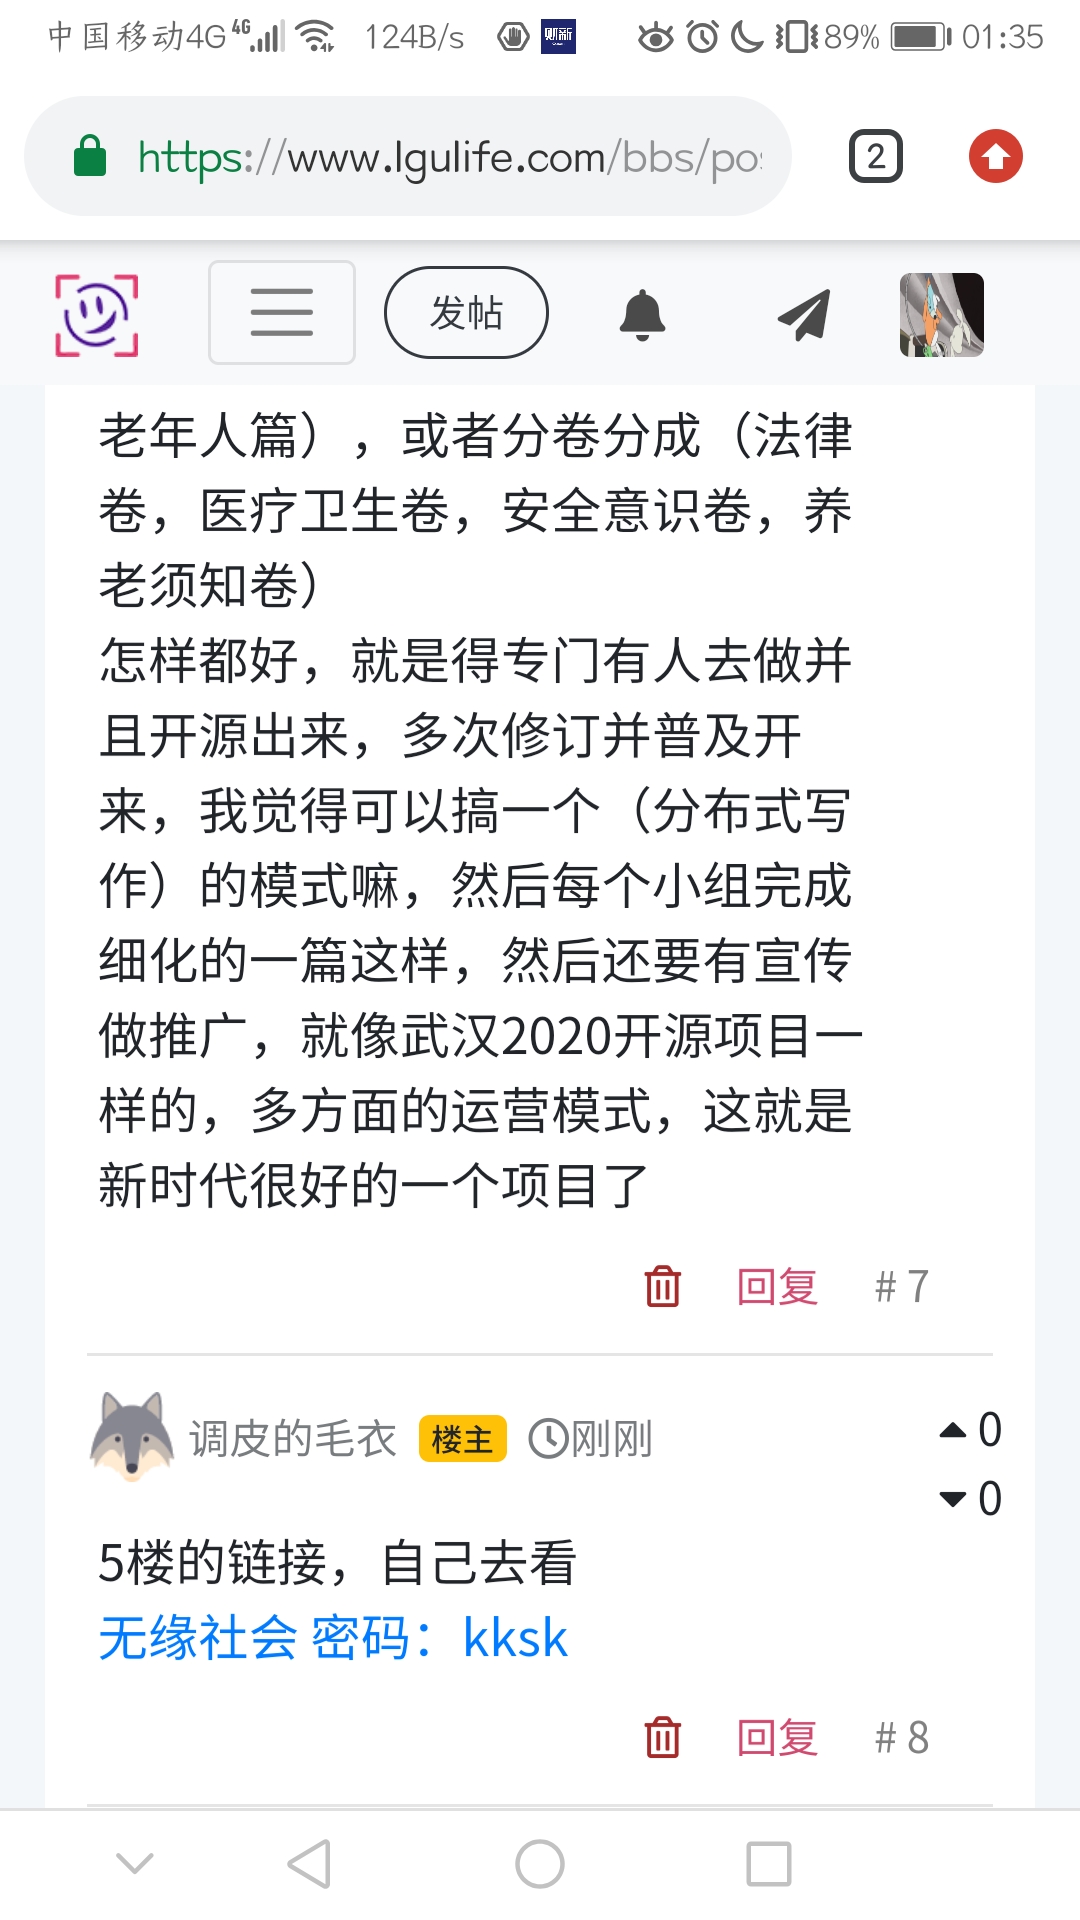 中国移动4G 4G 124B/s 财新 89% 01:35
https://www.lgulife.com/bbs/pos
2
发帖
老年人篇），或者分卷分成（法律
卷，医疗卫生卷，安全意识卷，养
老须知卷）
怎样都好，就是得专门有人去做并
且开源出来，多次修订并普及开
来，我觉得可以搞一个（分布式写
作）的模式嘛，然后每个小组完成
细化的一篇这样，然后还要有宣传
做推广，就像武汉2020开源项目一
样的，多方面的运营模式，这就是
新时代很好的一个项目了
回复 # 7
调皮的毛衣 楼主 刚刚
0
0
5楼的链接，自己去看
无缘社会 密码：kksk
回复 # 8